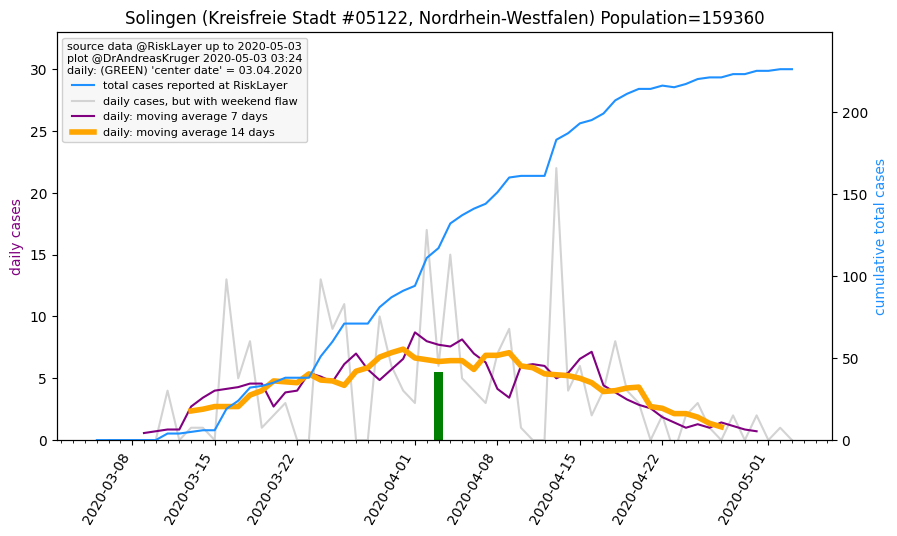 Solingen (Kreisfreie Stadt #05122, Nordrhein-Westfalen) Population=159360
source data @RiskLayer up to 2020-05-03
plot @DrAndreasKruger 2020-05-03 03:24
daily: (GREEN) 'center date' = 03.04.2020
total cases reported at RiskLayer
daily cases, but with weekend flaw
daily: moving average 7 days
daily: moving average 14 days
daily cases
30
25
20
15
10
5
0
cumulative total cases
200
150
100
50
0
2020-03-08
2020-03-15
2020-03-22
2020-04-01
2020-04-08
2020-04-15
2020-04-22
2020-05-01